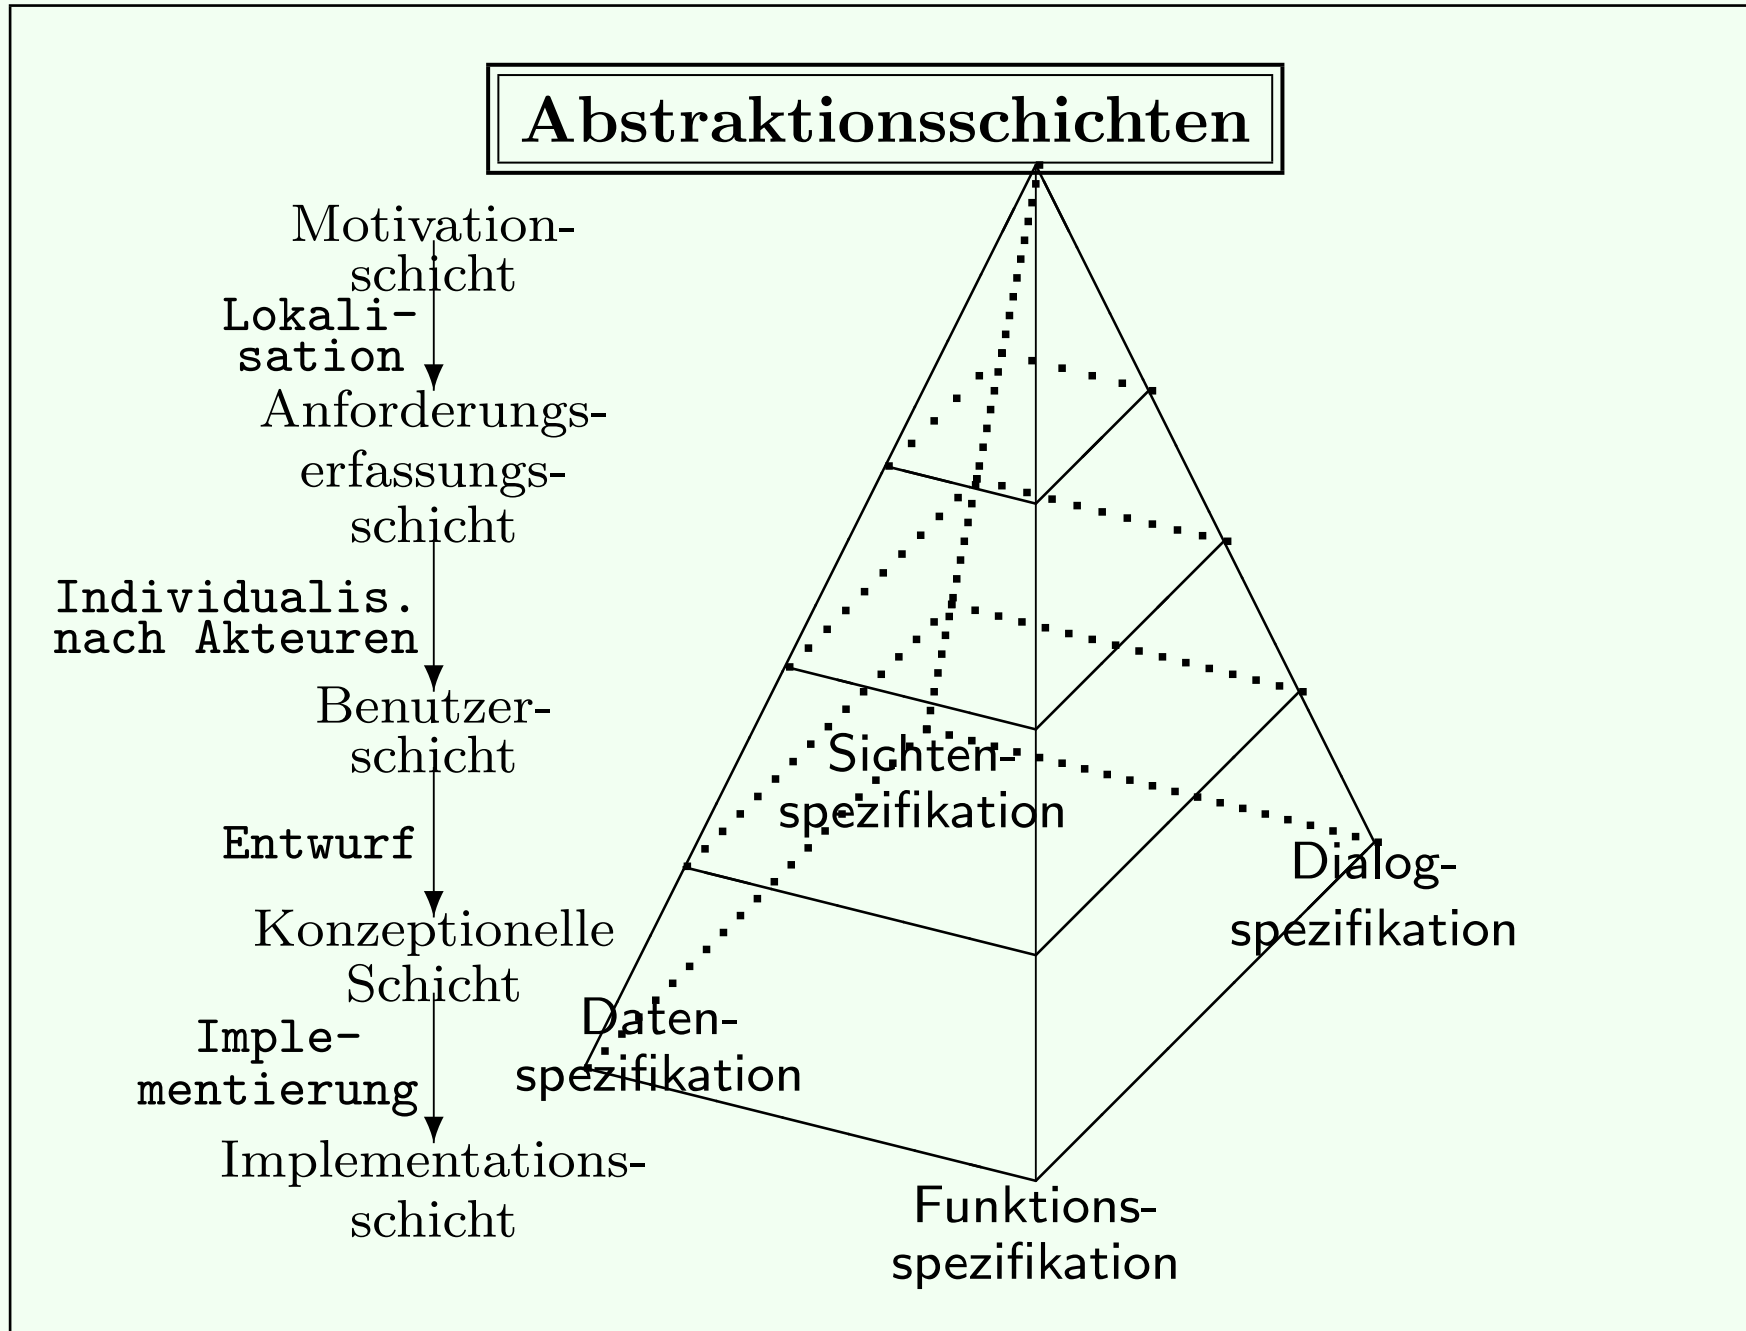 Abstraktionsschichten
Motivation-
schicht
Lokali-
sation
Anforderungs-
erfassungs-
schicht
Individualis.
nach Akteuren
Benutzer-
schicht
Entwurf
Konzeptionelle
Schicht
Imple-
mentierung
Implementations-
schicht
Sichten-
spezifikation
Dialog-
spezifikation
Daten-
spezifikation
Funktions-
spezifikation